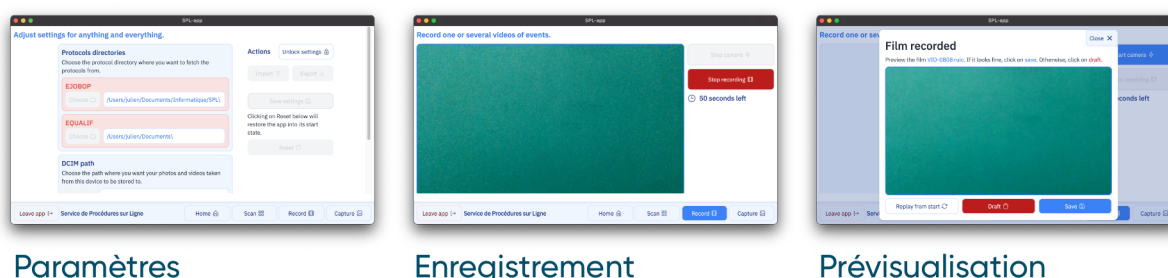 SPL-app
Adjust settings for anything and everything.
Protocols directories
Choose the protocol directory where you want to fetch the
protocols from.
EJOBOP
Choose
/Users/julien/Documents/Informatique/SPL\
EQUALIF
Choose
/Users/julien/Documents\
DCIM path
Choose the path where you want your photos and videos taken
from this device to be stored to.
Actions
Unlock settings
Import
Export
Save settings
Clicking on Reset below will
restore the app into its start
state.
Reset
Leave app
Service de Procédures sur Ligne
Home
Scan
Record
Capture
Paramètres
SPL-app
Record one or several videos of events.
Stop camera
Stop recording
50 seconds left
Leave app
Service de Procédures sur Ligne
Home
Scan
Record
Capture
Enregistrement
SPL-app
Record one or sev
Close
Film recorded
Preview the film
If it looks fine, click on save. Otherwise, click on draft.
art camera
econds left
Replay from start
Draft
Save
Leave app
Serv
Capture
Prévisualisation